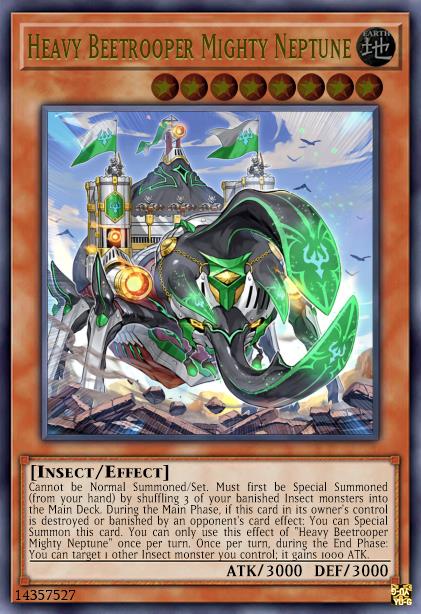 HEAVY BEETROOPER MIGHTY NEPTUNE
EARTH
地
[INSECT/EFFECT]
Cannot be Normal Summoned/Set. Must first be Special Summoned
(from your hand) by shuffling 3 of your banished Insect monsters into
the Main Deck. During the Main Phase, if this card in its owner's control
is destroyed or banished by an opponent's card effect: You can Special
Summon this card. You can only use this effect of "Heavy Beetrooper
Mighty Neptune" once per turn. Once per turn, during the End Phase:
You can target 1 other Insect monster you control; it gains 1000 ATK.
ATK/3000 DEF/3000
14357527